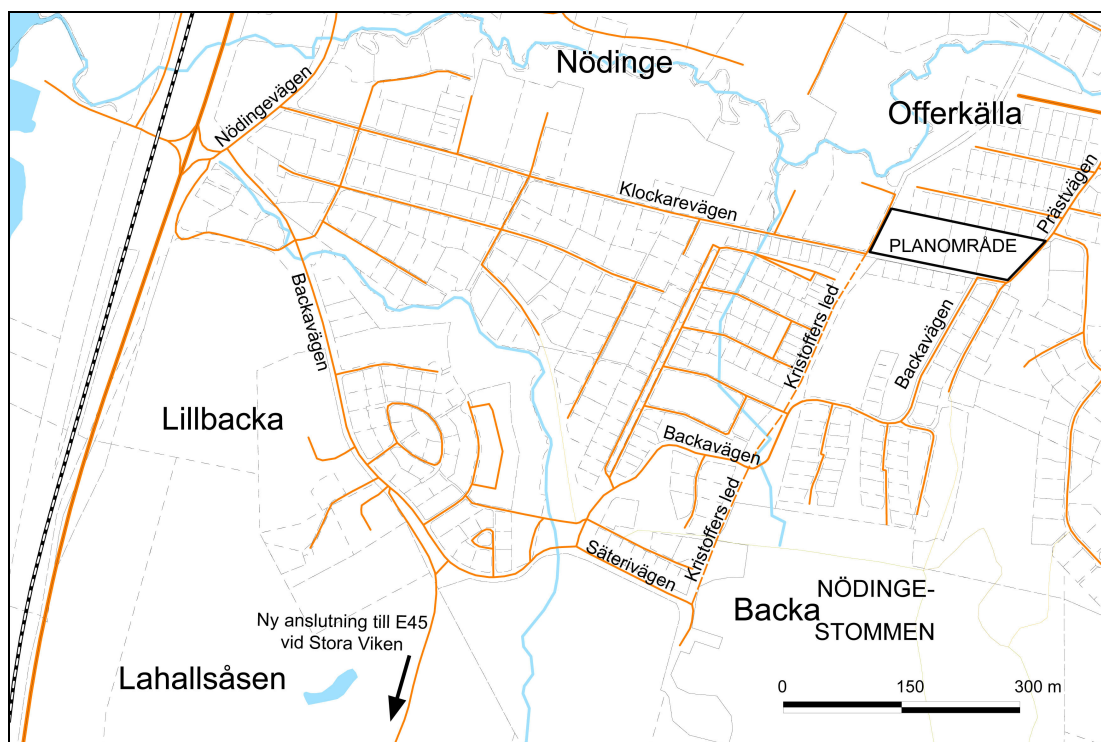 Nödinge
Offerkälla
Nödingevägen
Prästvägen
Klockarevägen
PLANOMRÅDE
Backavägen
Kristoffers led
Backavägen
Lillbacka
Backavägen
Kristoffers led
Säterivägen
Backa
NÖDINGE-
STOMMEN
Ny anslutning till E45
vid Stora Viken
Lahallsåsen
0 150 300 m